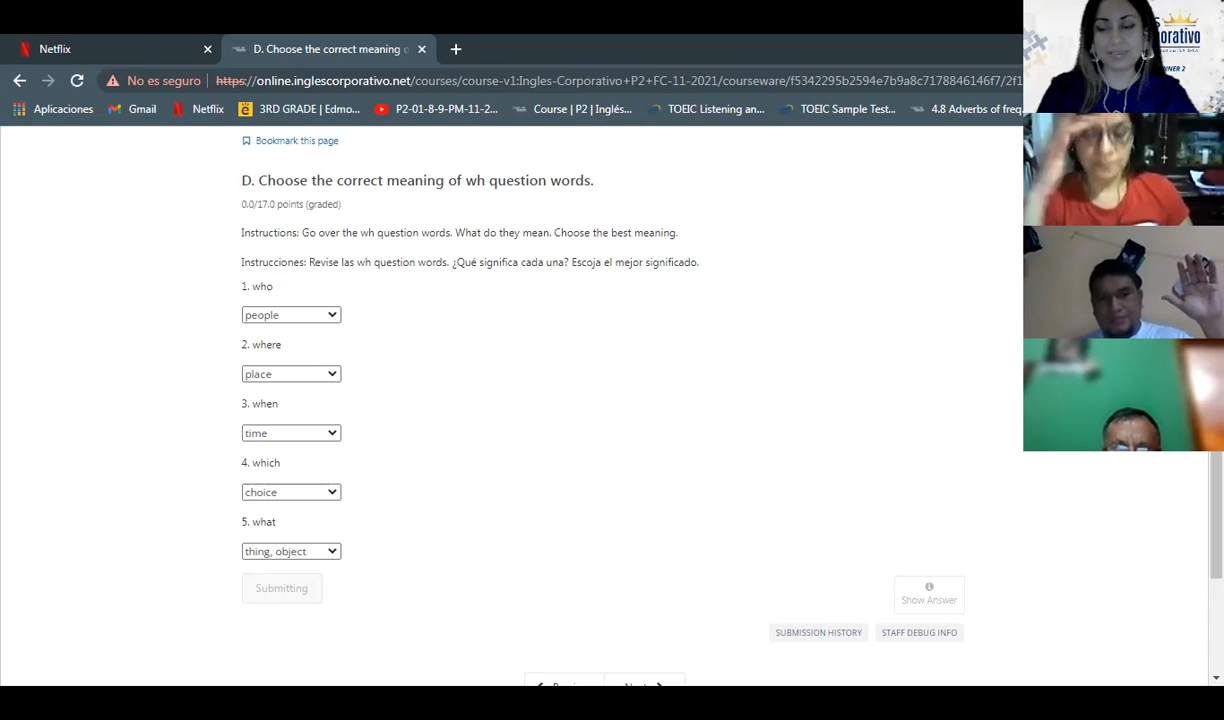 Netflix
D. Choose the correct meaning o
No es seguro
https://online.inglescorporativo.net/courses/course-v1:Ingles-Corporativo+P2+FC-11-2021/courseware/f5342295b2594e7b9a8c7178846146f7/2f1
Aplicaciones
Gmail
Netflix
3RD GRADE | Edmo...
P2-01-8-9-PM-11-2...
Course | P2 | Inglés...
TOEIC Listening an...
TOEIC Sample Test...
4.8 Adverbs of freq
Bookmark this page
D. Choose the correct meaning of wh question words.
0.0/17.0 points (graded)
Instructions: Go over the wh question words. What do they mean. Choose the best meaning.
Instrucciones: Revise las wh question words. ¿Qué significa cada una? Escoja el mejor significado.
1. who
people
2. where
place
3. when
time
4. which
choice
5. what
thing, object
Submitting
Show Answer
SUBMISSION HISTORY
STAFF DEBUG INFO